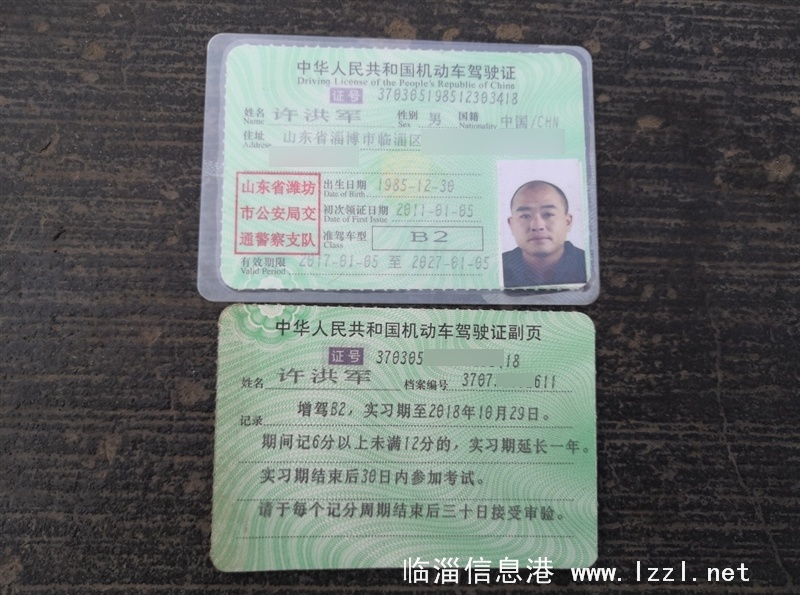 中华人民共和国机动车驾驶证
Driving License of the People's Republic of China
证号 370305198512303418
姓名 许洪军 性别 男 国籍 中国/CHN
Name Sex Nationality
住址 山东省淄博市临淄区
Address
山东省潍坊
市公安局交
通警察支队
出生日期 1985-12-30
Date of Birth
初次领证日期 2011-01-05
Date of First Issue
准驾车型 B2
Class
有效期限 2017-01-05 至 2027-01-05
Valid Period
中华人民共和国机动车驾驶证副页
证号 370305 418
姓名 许洪军 档案编号 3707 611
记录 增驾B2，实习期至2018年10月29日。
期间记6分以上未满12分的，实习期延长一年。
实习期结束后30日内参加考试。
请于每个记分周期结束后三十日接受审验。
临淄信息港 www.lzzl.net